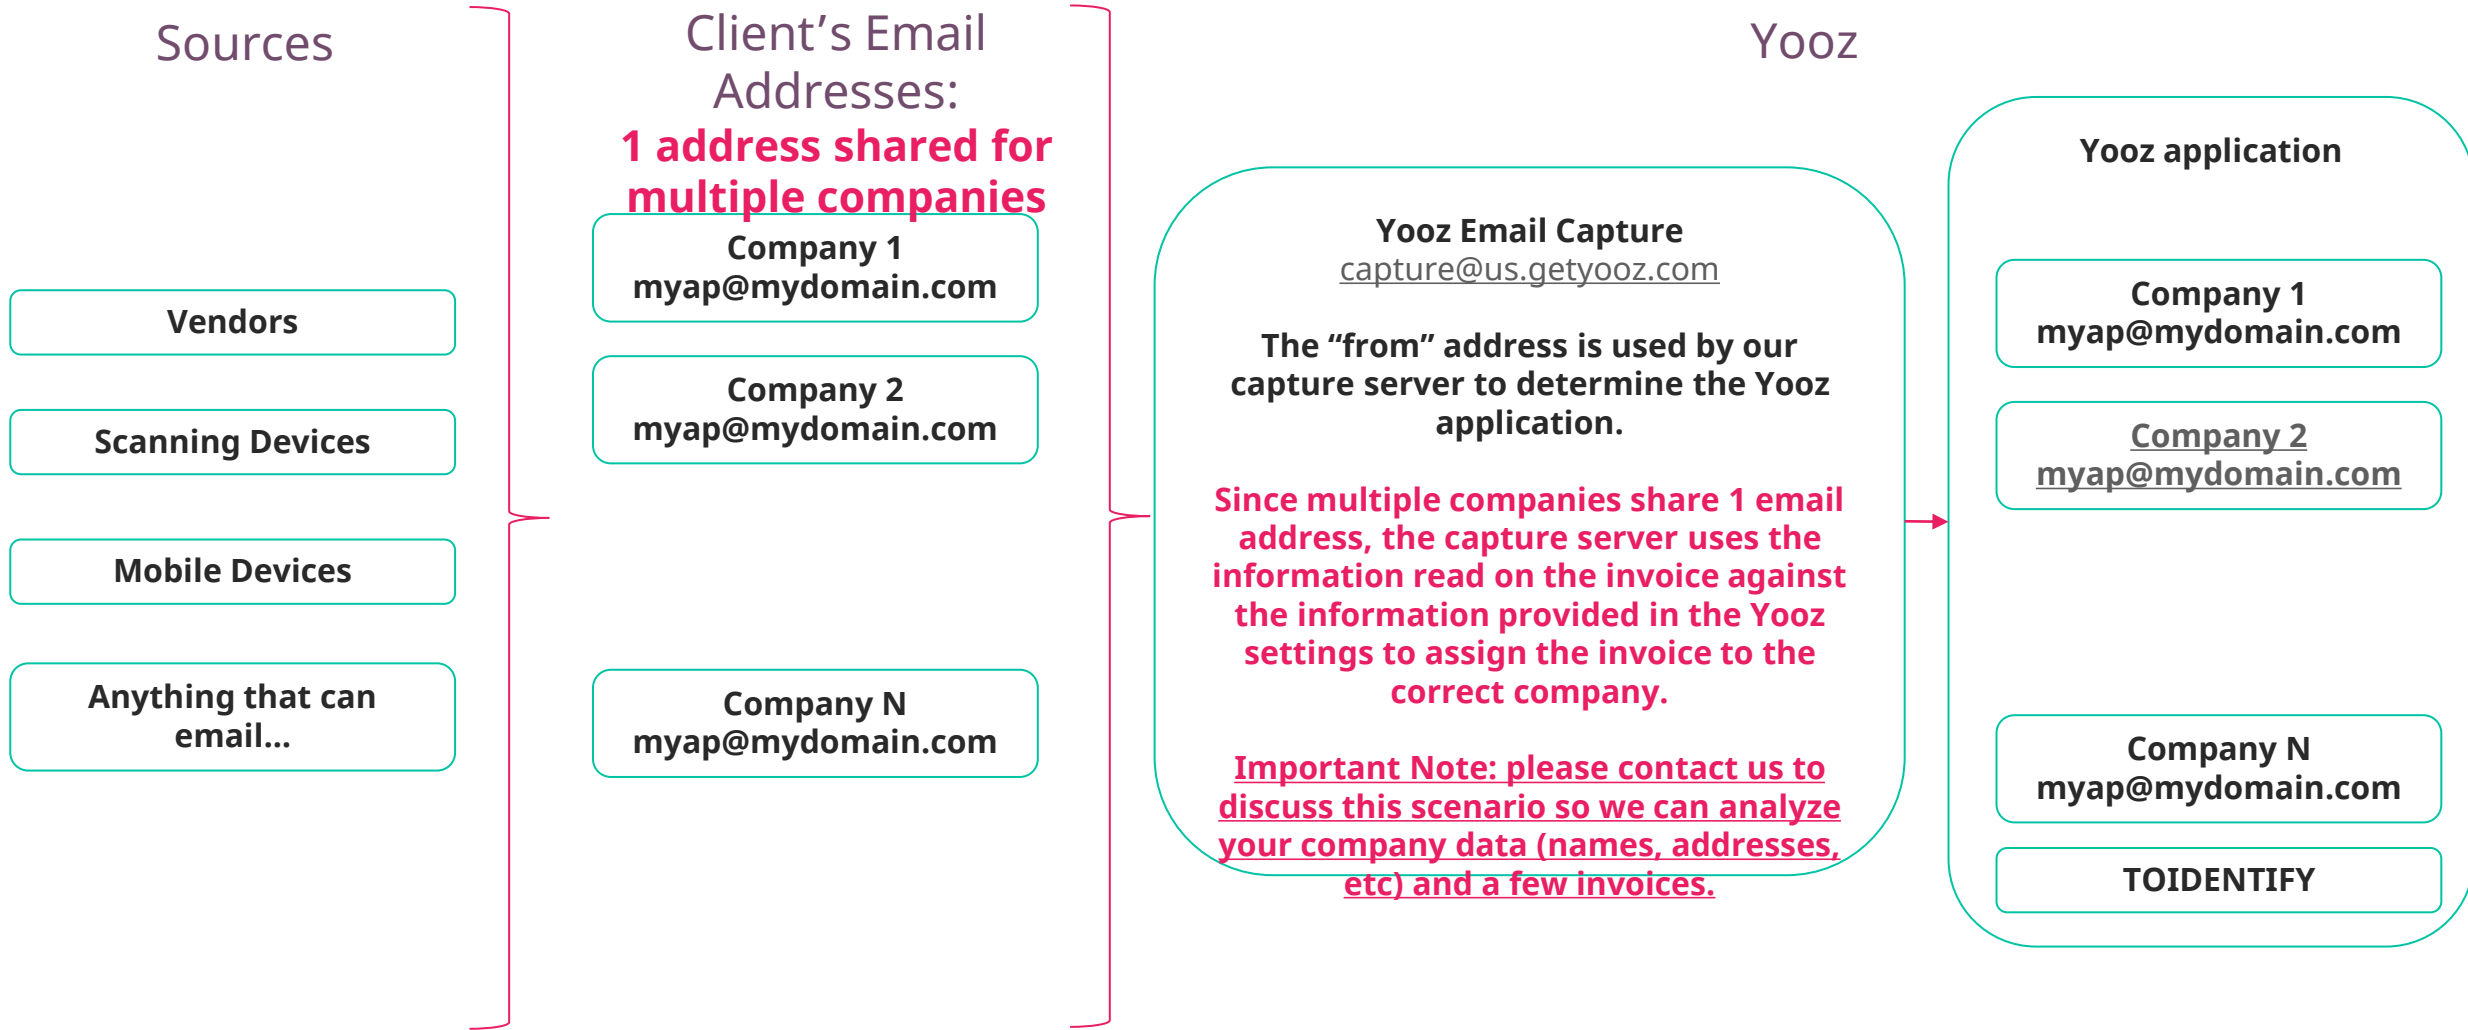 Sources
Vendors
Scanning Devices
Mobile Devices
Anything that can
email...
Client’s Email
Addresses:
1 address shared for
multiple companies
Company 1
myap@mydomain.com
Company 2
myap@mydomain.com
Company N
myap@mydomain.com
Yooz
Yooz Email Capture
capture@us.getyooz.com
The “from” address is used by our
capture server to determine the Yooz
application.
Since multiple companies share 1 email
address, the capture server uses the
information read on the invoice against
the information provided in the Yooz
settings to assign the invoice to the
correct company.
Important Note: please contact us to
discuss this scenario so we can analyze
your company data (names, addresses,
etc) and a few invoices.
Yooz application
Company 1
myap@mydomain.com
Company 2
myap@mydomain.com
Company N
myap@mydomain.com
TOIDENTIFY